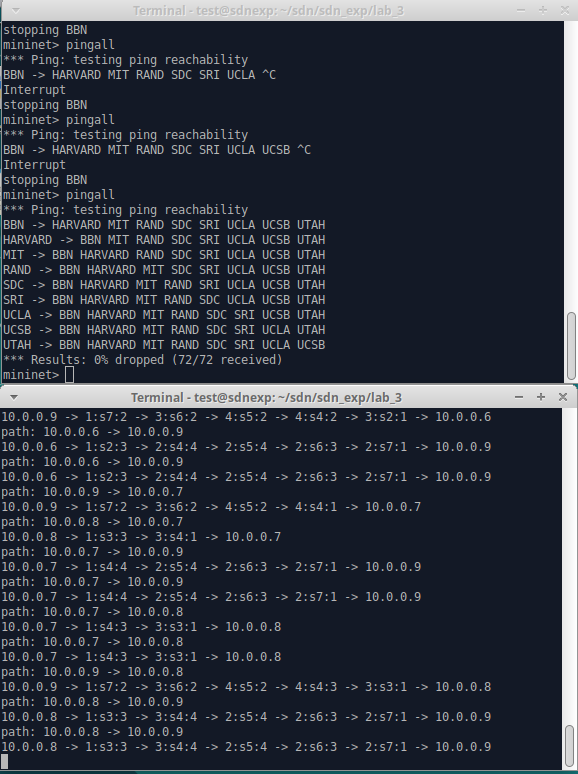 Terminal - test@sdnexp: ~/sdn/sdn_exp/lab_3
stopping BBN
mininet> pingall
*** Ping: testing ping reachability
BBN -> HARVARD MIT RAND SDC SRI UCLA ^C
Interrupt
stopping BBN
mininet> pingall
*** Ping: testing ping reachability
BBN -> HARVARD MIT RAND SDC SRI UCLA UCSB ^C
Interrupt
stopping BBN
mininet> pingall
*** Ping: testing ping reachability
BBN -> HARVARD MIT RAND SDC SRI UCLA UCSB UTAH
HARVARD -> BBN MIT RAND SDC SRI UCLA UCSB UTAH
MIT -> BBN HARVARD RAND SDC SRI UCLA UCSB UTAH
RAND -> BBN HARVARD MIT SDC SRI UCLA UCSB UTAH
SDC -> BBN HARVARD MIT RAND SRI UCLA UCSB UTAH
SRI -> BBN HARVARD MIT RAND SDC UCLA UCSB UTAH
UCLA -> BBN HARVARD MIT RAND SDC SRI UCSB UTAH
UCSB -> BBN HARVARD MIT RAND SDC SRI UCLA UTAH
UTAH -> BBN HARVARD MIT RAND SDC SRI UCLA UCSB
*** Results: 0% dropped (72/72 received)
mininet>
Terminal - test@sdnexp: ~/sdn/sdn_exp/lab_3
10.0.0.9 -> 1:s7:2 -> 3:s6:2 -> 4:s5:2 -> 4:s4:2 -> 3:s2:1 -> 10.0.0.6
path: 10.0.0.6 -> 10.0.0.9
10.0.0.6 -> 1:s2:3 -> 2:s4:4 -> 2:s5:4 -> 2:s6:3 -> 2:s7:1 -> 10.0.0.9
path: 10.0.0.6 -> 10.0.0.9
10.0.0.6 -> 1:s2:3 -> 2:s4:4 -> 2:s5:4 -> 2:s6:3 -> 2:s7:1 -> 10.0.0.9
path: 10.0.0.9 -> 10.0.0.7
10.0.0.9 -> 1:s7:2 -> 3:s6:2 -> 4:s5:2 -> 4:s4:1 -> 10.0.0.7
path: 10.0.0.8 -> 10.0.0.7
10.0.0.8 -> 1:s3:3 -> 3:s4:1 -> 10.0.0.7
path: 10.0.0.7 -> 10.0.0.9
10.0.0.7 -> 1:s4:4 -> 2:s5:4 -> 2:s6:3 -> 2:s7:1 -> 10.0.0.9
path: 10.0.0.7 -> 10.0.0.9
10.0.0.7 -> 1:s4:4 -> 2:s5:4 -> 2:s6:3 -> 2:s7:1 -> 10.0.0.9
path: 10.0.0.7 -> 10.0.0.8
10.0.0.7 -> 1:s4:3 -> 3:s3:1 -> 10.0.0.8
path: 10.0.0.7 -> 10.0.0.8
10.0.0.7 -> 1:s4:3 -> 3:s3:1 -> 10.0.0.8
path: 10.0.0.9 -> 10.0.0.8
10.0.0.9 -> 1:s7:2 -> 3:s6:2 -> 4:s5:2 -> 4:s4:3 -> 3:s3:1 -> 10.0.0.8
path: 10.0.0.8 -> 10.0.0.9
10.0.0.8 -> 1:s3:3 -> 3:s4:4 -> 2:s5:4 -> 2:s6:3 -> 2:s7:1 -> 10.0.0.9
path: 10.0.0.8 -> 10.0.0.9
10.0.0.8 -> 1:s3:3 -> 3:s4:4 -> 2:s5:4 -> 2:s6:3 -> 2:s7:1 -> 10.0.0.9